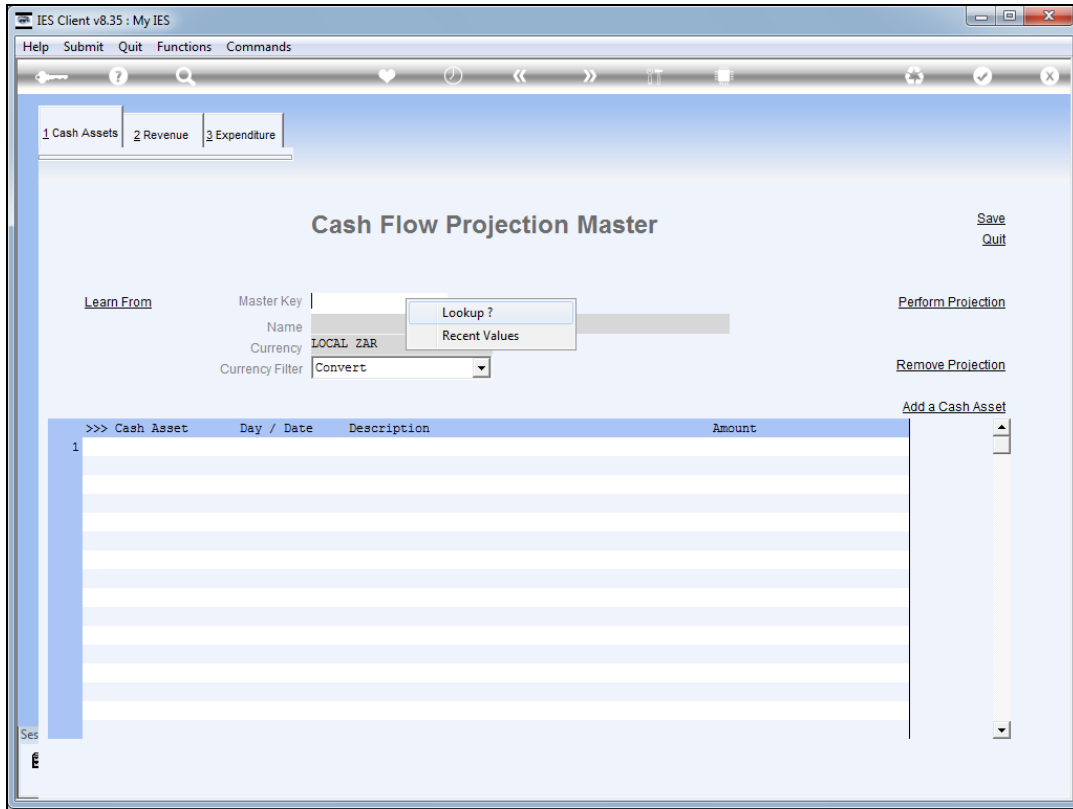 IES Client v8.35 : My IES
Help Submit Quit Functions Commands
1 Cash Assets 2 Revenue 3 Expenditure
Cash Flow Projection Master
Save
Quit
Learn From Master Key Perform Projection
Lookup ?
Name
Recent Values
Currency LOCAL ZAR
Currency Filter Convert Remove Projection
Add a Cash Asset
>>> Cash Asset Day / Date Description Amount
1
Ses